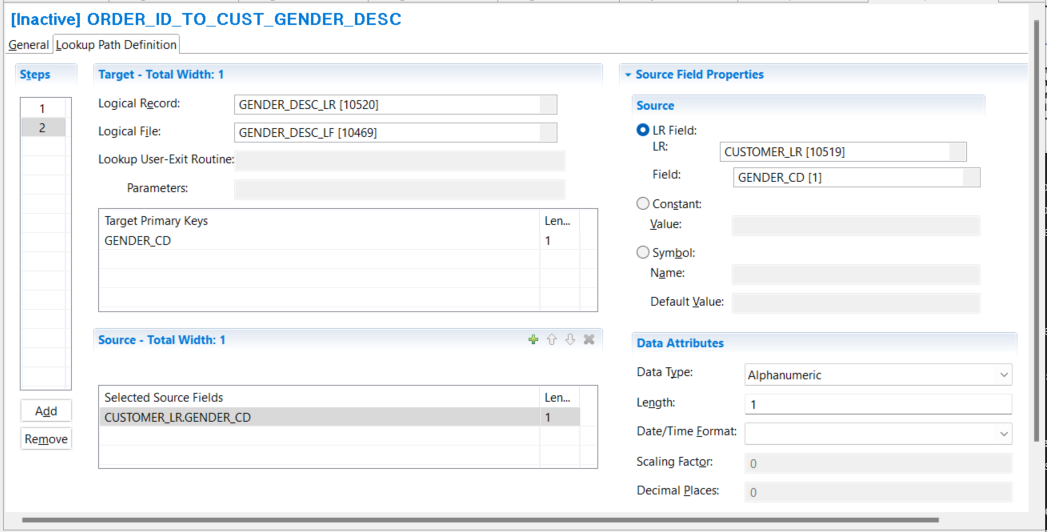 [Inactive] ORDER_ID_TO_CUST_GENDER_DESC
General Lookup Path Definition
Steps
1
2
Add
Remove
Target - Total Width: 1
Logical Record: GENDER_DESC_LR [10520]
Logical File: GENDER_DESC_LF [10469]
Lookup User-Exit Routine:
Parameters:
Target Primary Keys Len...
GENDER_CD 1
Source - Total Width: 1
Selected Source Fields Len...
CUSTOMER_LR.GENDER_CD 1
Source Field Properties
Source
LR Field:
LR: CUSTOMER_LR [10519]
Field: GENDER_CD [1]
Constant:
Value:
Symbol:
Name:
Default Value:
Data Attributes
Data Type: Alphanumeric
Length: 1
Date/Time Format:
Scaling Factor: 0
Decimal Places: 0